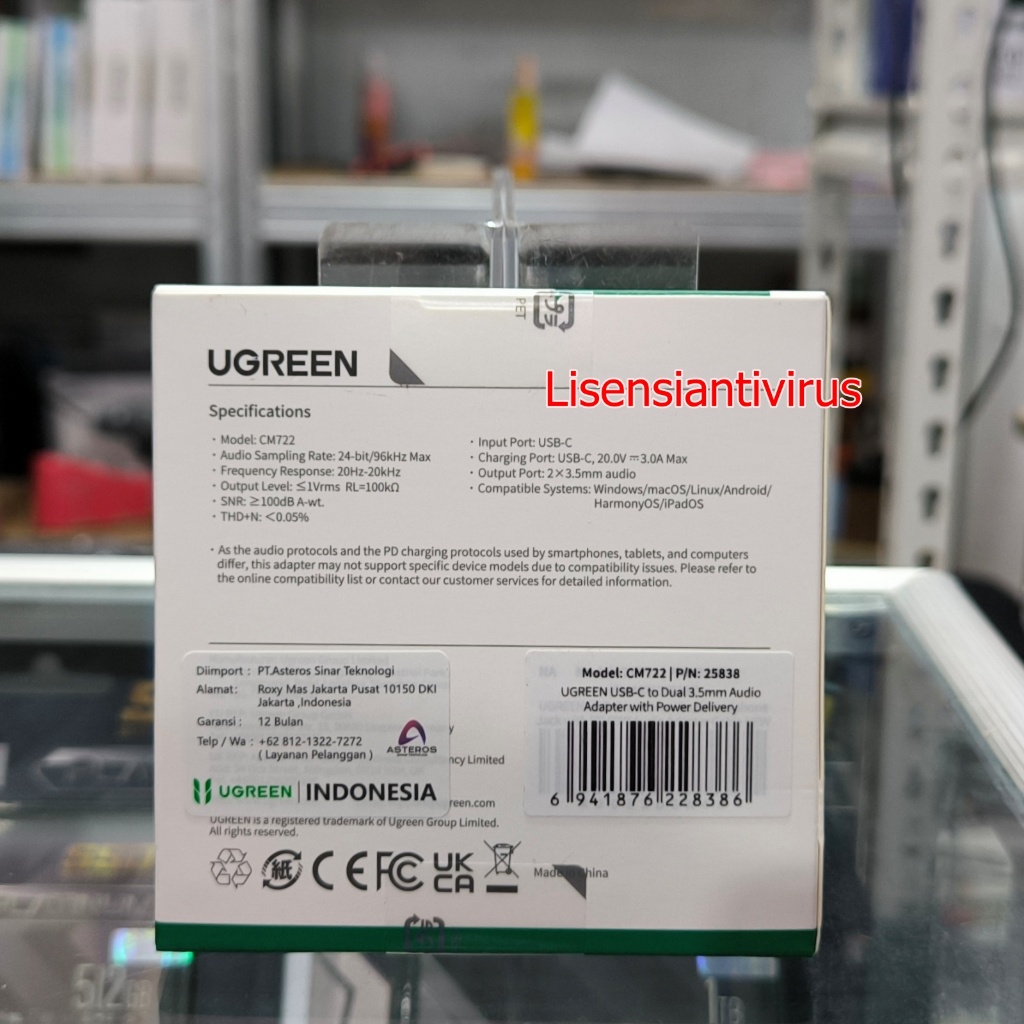 PET
UGREEN
Lisensiantivirus
Specifications
· Model: CM722
· Audio Sampling Rate: 24-bit/96kHz Max
· Frequency Response: 20Hz-20kHz
· Output Level: ≤1Vrms RL=100kΩ
· SNR: ≥100dB A-wt.
· THD+N: <0.05%
· Input Port: USB-C
· Charging Port: USB-C, 20.0V⎓3.0A Max
· Output Port: 2×3.5mm audio
· Compatible Systems: Windows/macOS/Linux/Android/
HarmonyOS/iPadOS
· As the audio protocols and the PD charging protocols used by smartphones, tablets, and computers
differ, this adapter may not support specific device models due to compatibility issues. Please refer to
the online compatibility list or contact our customer services for detailed information.
Diimport : PT.Asteros Sinar Teknologi
Alamat : Roxy Mas Jakarta Pusat 10150 DKI
Jakarta ,Indonesia
Garansi : 12 Bulan
Telp / Wa : +62 812-1322-7272
( Layanan Pelanggan )
ASTEROS
UGREEN | INDONESIA
Limited
Model: CM722 | P/N: 25838
UGREEN USB-C to Dual 3.5mm Audio
Adapter with Power Delivery
6 941876 228386
UGREEN is a registered trademark of Ugreen Group Limited.
All rights reserved.
紙 CE FC UK
CA
Made China
512GB